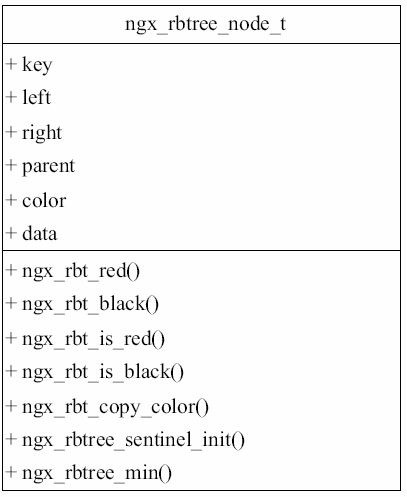 ngx_rbtree_node_t
+ key
+ left
+ right
+ parent
+ color
+ data
+ ngx_rbt_red()
+ ngx_rbt_black()
+ ngx_rbt_is_red()
+ ngx_rbt_is_black()
+ ngx_rbt_copy_color()
+ ngx_rbtree_sentinel_init()
+ ngx_rbtree_min()